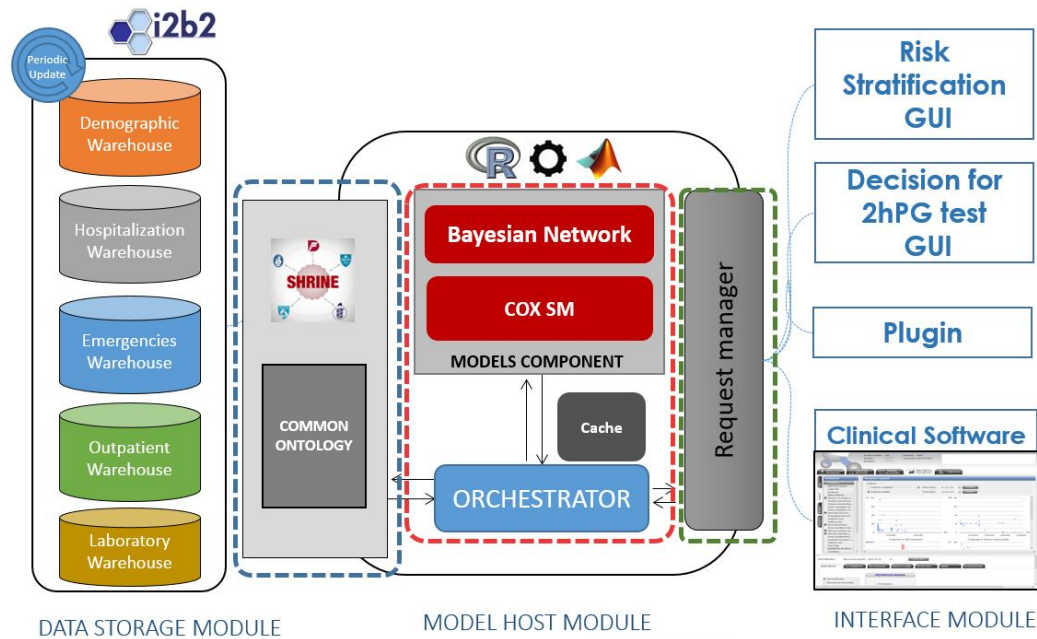 i2b2
Periodic
Update
Demographic
Warehouse
Hospitalization
Warehouse
Emergencies
Warehouse
Outpatient
Warehouse
Laboratory
Warehouse
DATA STORAGE MODULE
SHRINE
COMMON
ONTOLOGY
R
Bayesian Network
COX SM
MODELS COMPONENT
Cache
ORCHESTRATOR
MODEL HOST MODULE
Request manager
Risk
Stratification
GUI
Decision for
2hPG test
GUI
Plugin
Clinical Software
INTERFACE MODULE